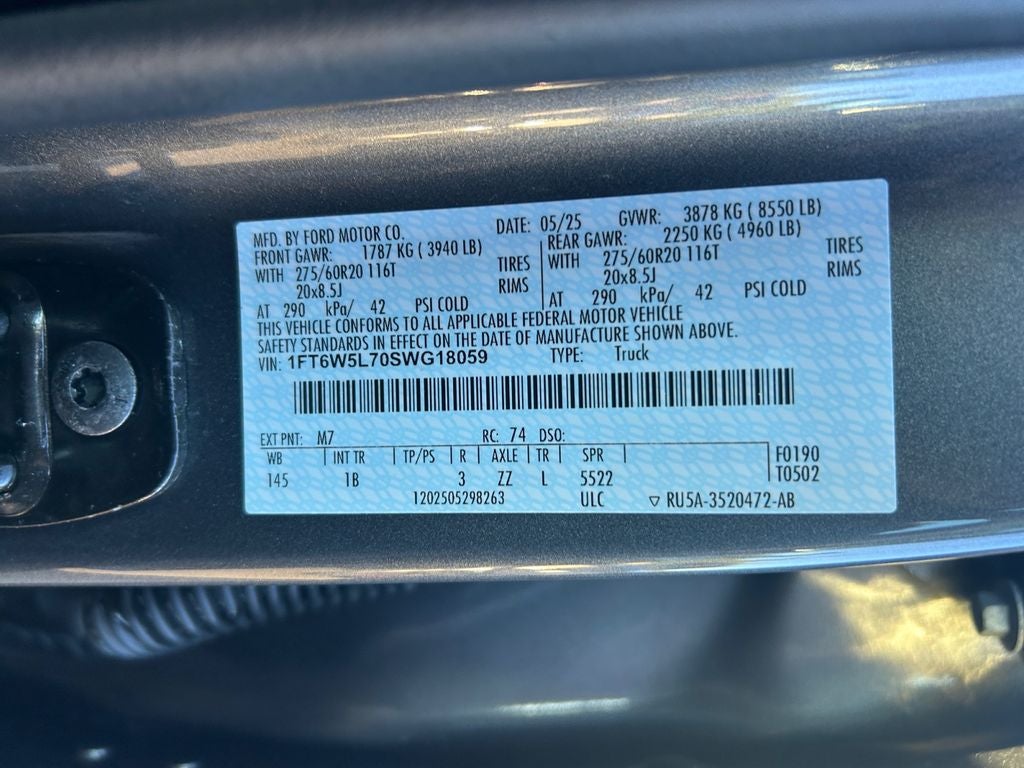 MFD. BY FORD MOTOR CO. DATE: 05/25 GVWR: 3878 KG ( 8550 LB)
FRONT GAWR: 1787 KG ( 3940 LB) REAR GAWR: 2250 KG ( 4960 LB)
WITH 275/60R20 116T TIRES WITH 275/60R20 116T TIRES
20x8.5J RIMS 20x8.5J RIMS
AT 290 kPa/ 42 PSI COLD AT 290 kPa/ 42 PSI COLD
THIS VEHICLE CONFORMS TO ALL APPLICABLE FEDERAL MOTOR VEHICLE
SAFETY STANDARDS IN EFFECT ON THE DATE OF MANUFACTURE SHOWN ABOVE.
VIN: 1FT6W5L70SWG18059 TYPE: Truck
EXT PNT: M7 RC: 74 DSO:
WB INT TR TP/PS R AXLE TR SPR F0190
145 1B 3 ZZ L 5522 T0502
1202505298263 ULC ▽ RU5A-3520472-AB